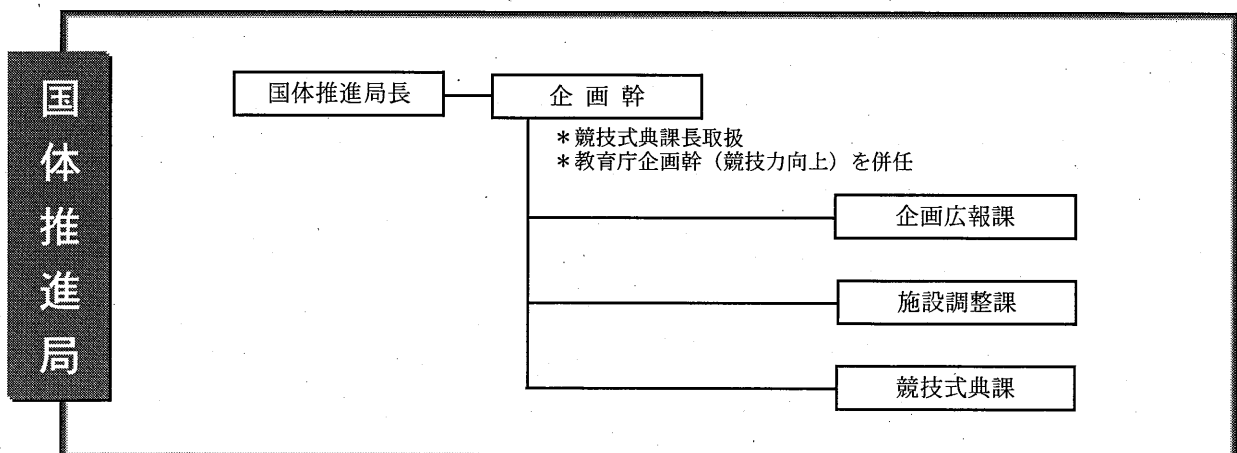 国体推進局
国体推進局長
企画幹
＊競技式典課長取扱
＊教育庁企画幹（競技力向上）を併任
企画広報課
施設調整課
競技式典課